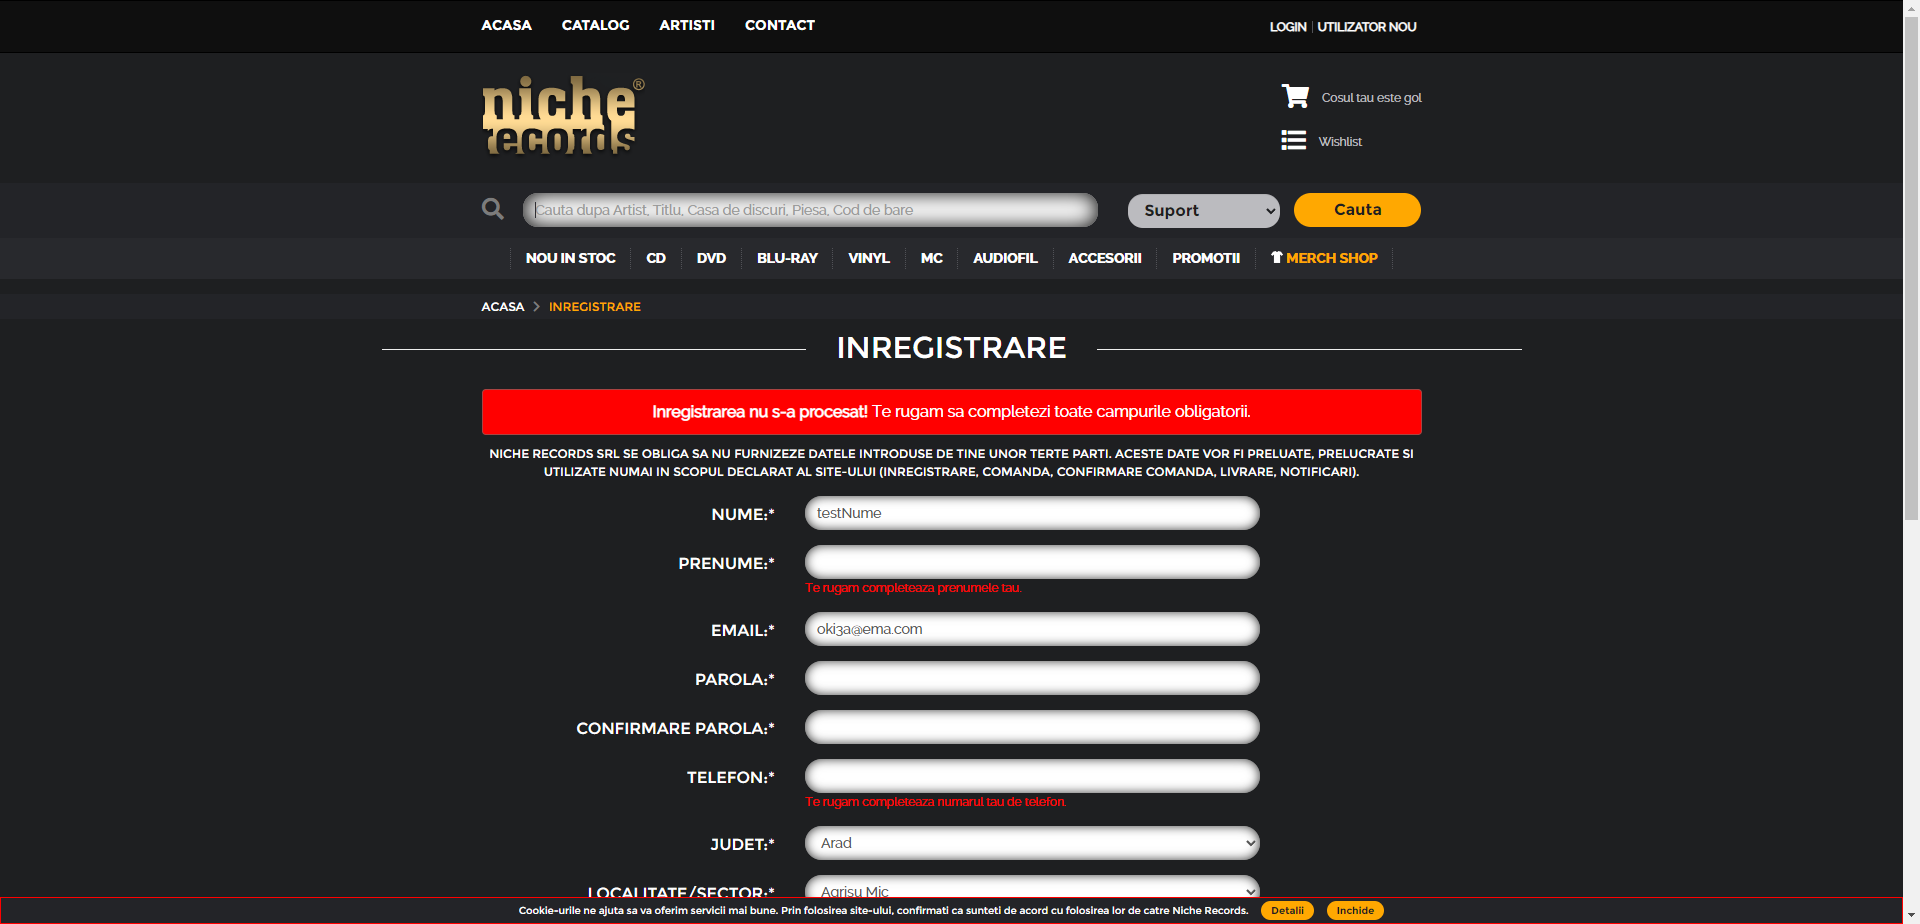 ACASA CATALOG ARTISTI CONTACT LOGIN | UTILIZATOR NOU
niche®
records
Cosul tau este gol
Wishlist
Cauta dupa Artist, Titlu, Casa de discuri, Piesa, Cod de bare Suport Cauta
NOU IN STOC CD DVD BLU-RAY VINYL MC AUDIOFIL ACCESORII PROMOTII MERCH SHOP
ACASA > INREGISTRARE
INREGISTRARE
Inregistrarea nu s-a procesat! Te rugam sa completezi toate campurile obligatorii.
NICHE RECORDS SRL SE OBLIGA SA NU FURNIZEZE DATELE INTRODUSE DE TINE UNOR TERTE PARTI. ACESTE DATE VOR FI PRELUATE, PRELUCRATE SI
UTILIZATE NUMAI IN SCOPUL DECLARAT AL SITE-ULUI (INREGISTRARE, COMANDA, CONFIRMARE COMANDA, LIVRARE, NOTIFICARI).
NUME:* testNume
PRENUME:*
Te rugam completeaza prenumele tau.
EMAIL:* oki3a@ema.com
PAROLA:*
CONFIRMARE PAROLA:*
TELEFON:*
Te rugam completeaza numarul tau de telefon.
JUDET:* Arad
LOCALITATE/SECTOR:* Agrisu Mic
Cookie-urile ne ajuta sa va oferim servicii mai bune. Prin folosirea site-ului, confirmati ca sunteti de acord cu folosirea lor de catre Niche Records. Detalii Inchide